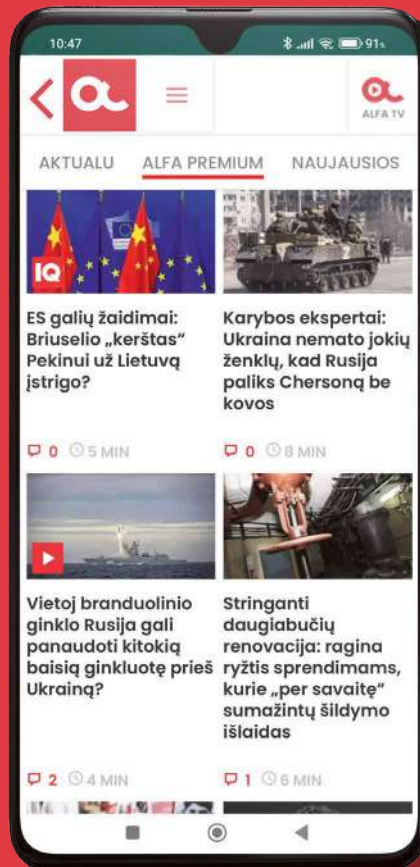 10:47
91%
ALFA TV
AKTUALU
ALFA PREMIUM
NAUJAUSIOS
IQ
ES galių žaidimai:
Briuselio „kerštas“
Pekinui už Lietuvą
įstrigo?
0
5 MIN
Karybos ekspertai:
Ukraina nemato jokių
ženklų, kad Rusija
paliks Chersoną be
kovos
0
8 MIN
Vietoj branduolinio
ginklo Rusija gali
panaudoti kitokią
baisią ginkluotę prieš
Ukrainą?
2
4 MIN
Stringanti
daugiabučių
renovacija: ragina
ryžtis sprendimams,
kurie „per savaitę“
sumažintų šildymo
išlaidas
1
6 MIN